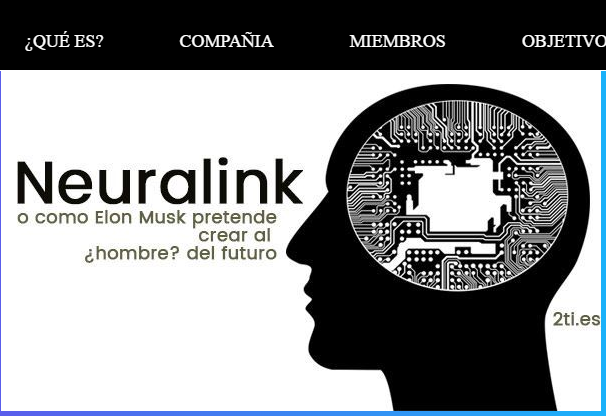 ¿QUÉ ES? COMPAÑIA MIEMBROS OBJETIVO
Neuralink
o como Elon Musk pretende
crear al
¿hombre? del futuro
2ti.es